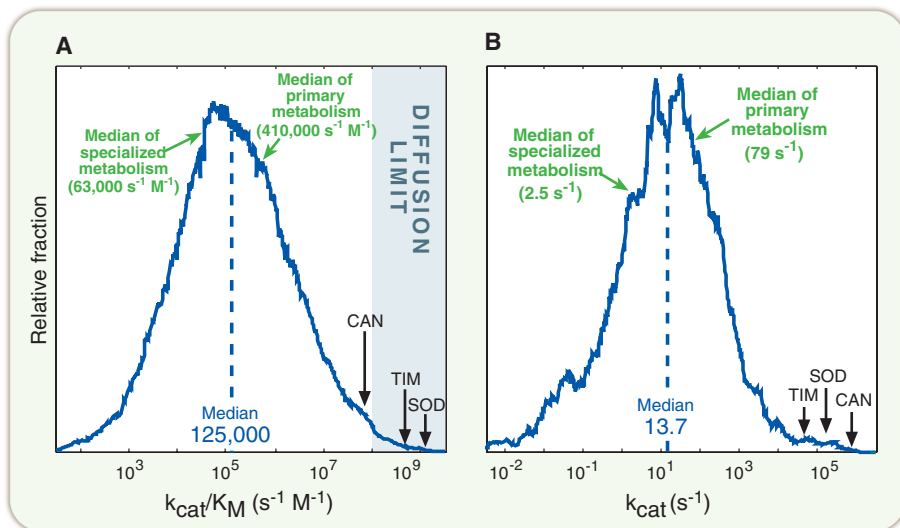 A
Relative fraction
Median of
specialized
metabolism
(63,000 s⁻¹ M⁻¹)
Median of
primary
metabolism
(410,000 s⁻¹ M⁻¹)
DIFFUSION
LIMIT
CAN
TIM
SOD
Median
125,000
10³
10⁵
10⁷
10⁹
k_cat/K_M (s⁻¹ M⁻¹)
B
Median of
specialized
metabolism
(2.5 s⁻¹)
Median of
primary
metabolism
(79 s⁻¹)
SOD
TIM
CAN
Median
13.7
10⁻²
10⁻¹
10¹
10³
10⁵
k_cat (s⁻¹)